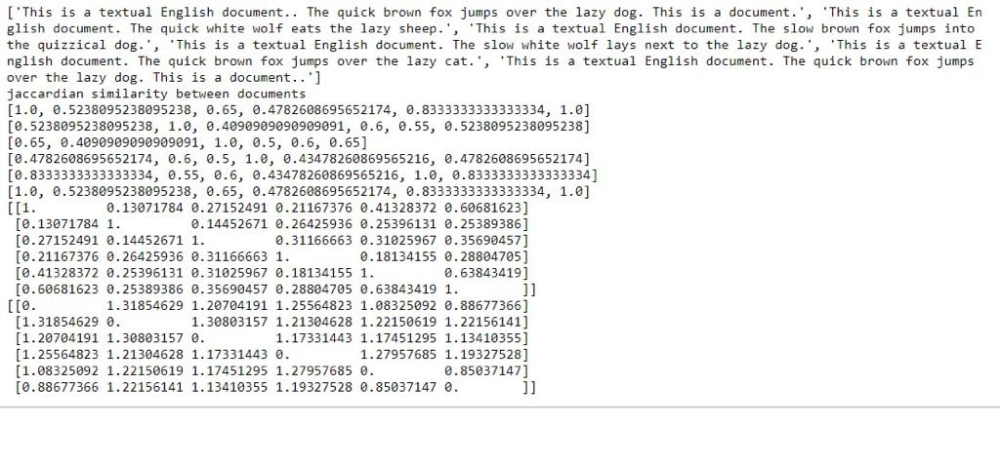 ['This is a textual English document.. The quick brown fox jumps over the lazy dog. This is a document.', 'This is a textual En
glish document. The quick white wolf eats the lazy sheep.', 'This is a textual English document. The slow brown fox jumps into
the quizzical dog.', 'This is a textual English document. The slow white wolf lays next to the lazy dog.', 'This is a textual E
nglish document. The quick brown fox jumps over the lazy cat.', 'This is a textual English document. The quick brown fox jumps
over the lazy dog. This is a document..']
jaccardian similarity between documents
[1.0, 0.5238095238095238, 0.65, 0.4782608695652174, 0.8333333333333334, 1.0]
[0.5238095238095238, 1.0, 0.4090909090909091, 0.6, 0.55, 0.5238095238095238]
[0.65, 0.4090909090909091, 1.0, 0.5, 0.6, 0.65]
[0.4782608695652174, 0.6, 0.5, 1.0, 0.43478260869565216, 0.4782608695652174]
[0.8333333333333334, 0.55, 0.6, 0.43478260869565216, 1.0, 0.8333333333333334]
[1.0, 0.5238095238095238, 0.65, 0.4782608695652174, 0.8333333333333334, 1.0]
[[1.         0.13071784 0.27152491 0.21167376 0.41328372 0.60681623]
 [0.13071784 1.         0.14452671 0.26425936 0.25396131 0.25389386]
 [0.27152491 0.14452671 1.         0.31166663 0.31025967 0.35690457]
 [0.21167376 0.26425936 0.31166663 1.         0.18134155 0.28804705]
 [0.41328372 0.25396131 0.31025967 0.18134155 1.         0.63843419]
 [0.60681623 0.25389386 0.35690457 0.28804705 0.63843419 1.        ]]
[[0.         1.31854629 1.20704191 1.25564823 1.08325092 0.88677366]
 [1.31854629 0.         1.30803157 1.21304628 1.22150619 1.22156141]
 [1.20704191 1.30803157 0.         1.17331443 1.17451295 1.13410355]
 [1.25564823 1.21304628 1.17331443 0.         1.27957685 1.19327528]
 [1.08325092 1.22150619 1.17451295 1.27957685 0.         0.85037147]
 [0.88677366 1.22156141 1.13410355 1.19327528 0.85037147 0.        ]]